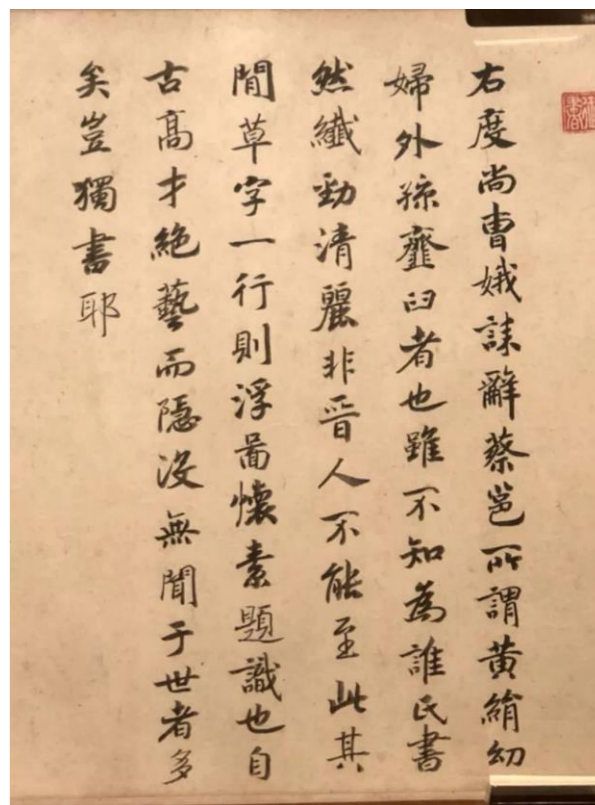 右度尚曹娥誄辭蔡邕所謂黃絹幼
婦外孫虀臼者也雖不知為誰氏書
然纖勁清麗非晉人不能至此其
間草字一行則浮啚懷素題識也自
古高才絕藝而隱没無聞于世者多
矣豈獨書耶